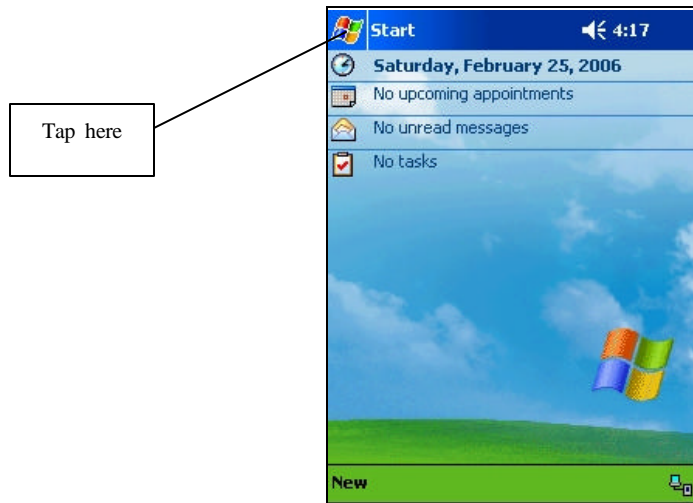 Start 4:17
Saturday, February 25, 2006
No upcoming appointments
Tap here
No unread messages
No tasks
New